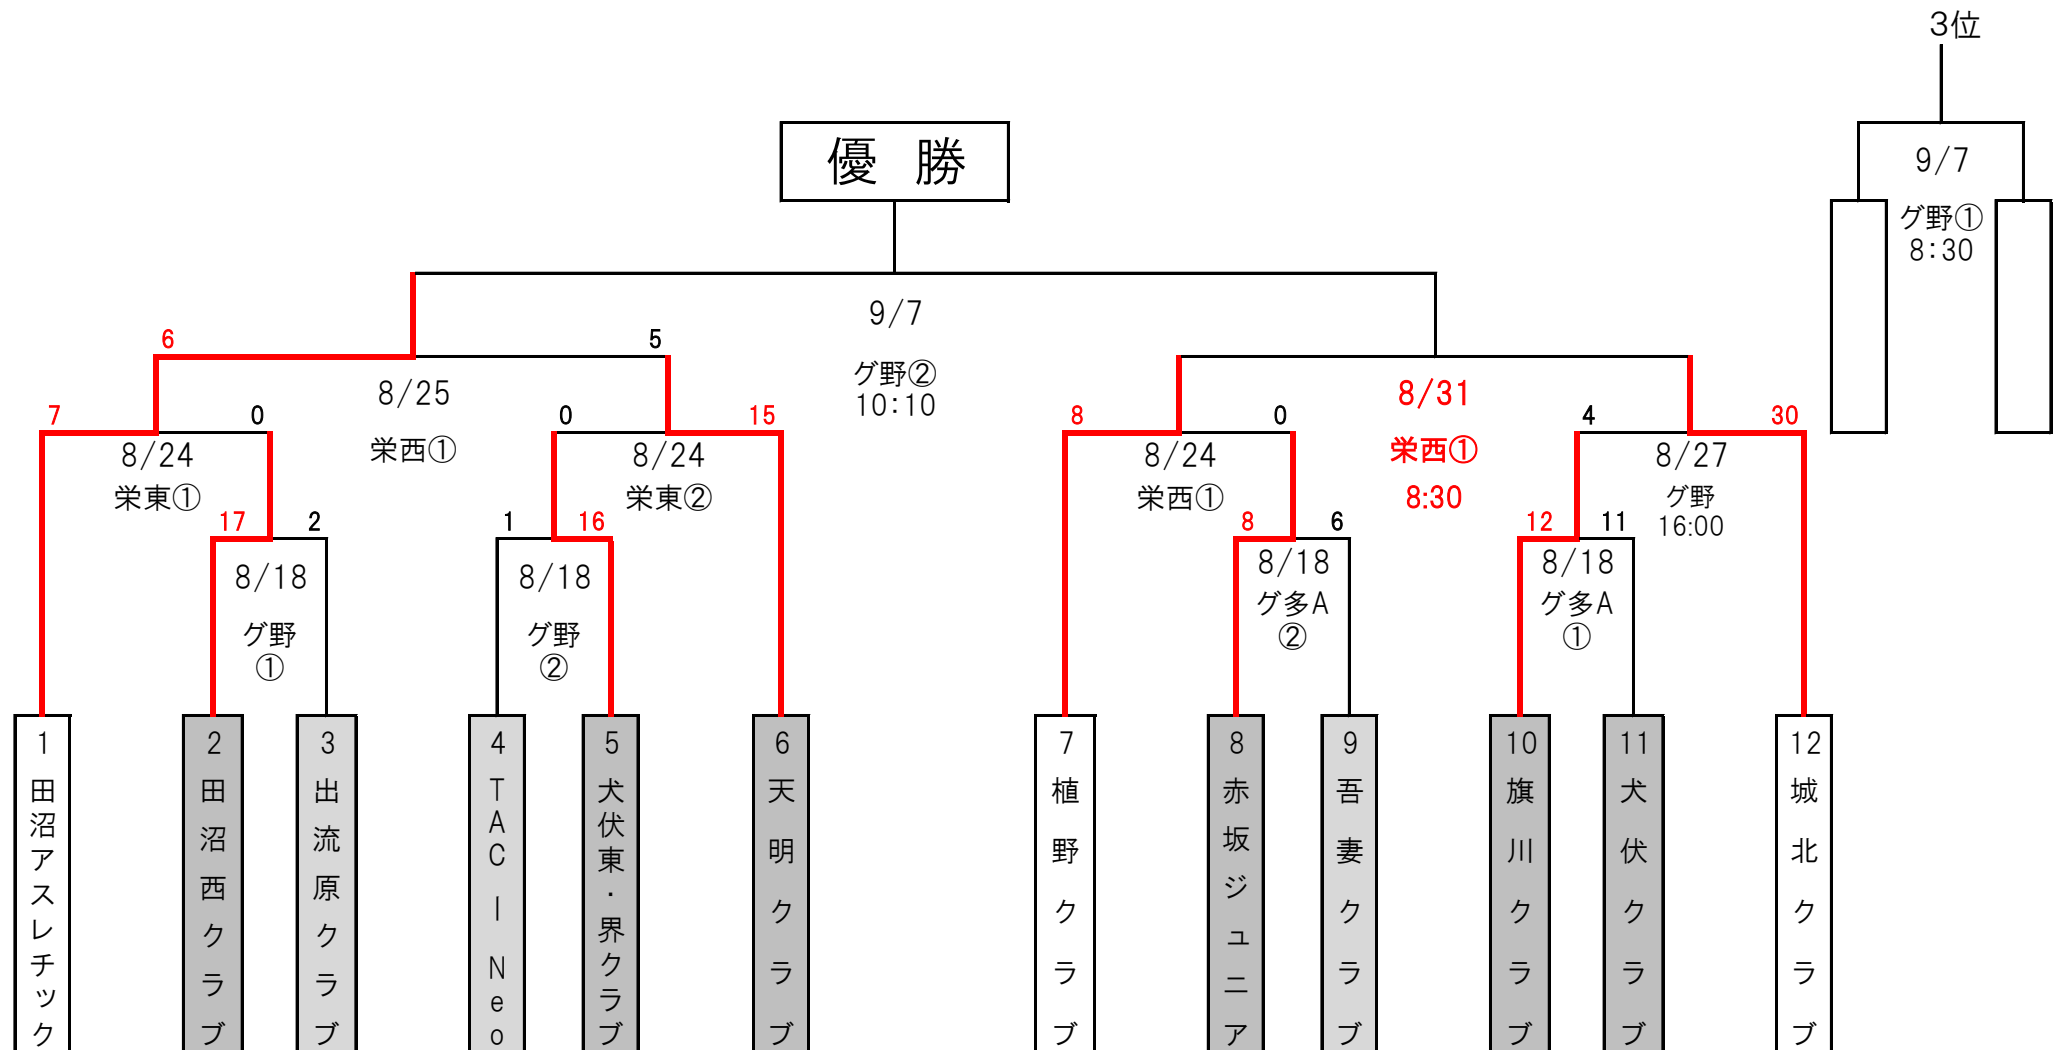 3位
9/7
グ野①
8:30
優 勝
9/7
グ野②
10:10
6
5
8/25
栄西①
8/31
栄西①
8:30
7
0
8/24
栄東①
0
15
8/24
栄東②
8
0
8/24
栄西①
4
30
8/27
グ野
16:00
17
2
8/18
グ野
①
1
16
8/18
グ野
②
8
6
8/18
グ多A
②
12
11
8/18
グ多A
①
1
田沼アスレチック
2
田沼西クラブ
3
出流原クラブ
4
TACーNeo
5
犬伏東・界クラブ
6
天明クラブ
7
植野クラブ
8
赤坂ジュニア
9
吾妻クラブ
10
旗川クラブ
11
犬伏クラブ
12
城北クラブ